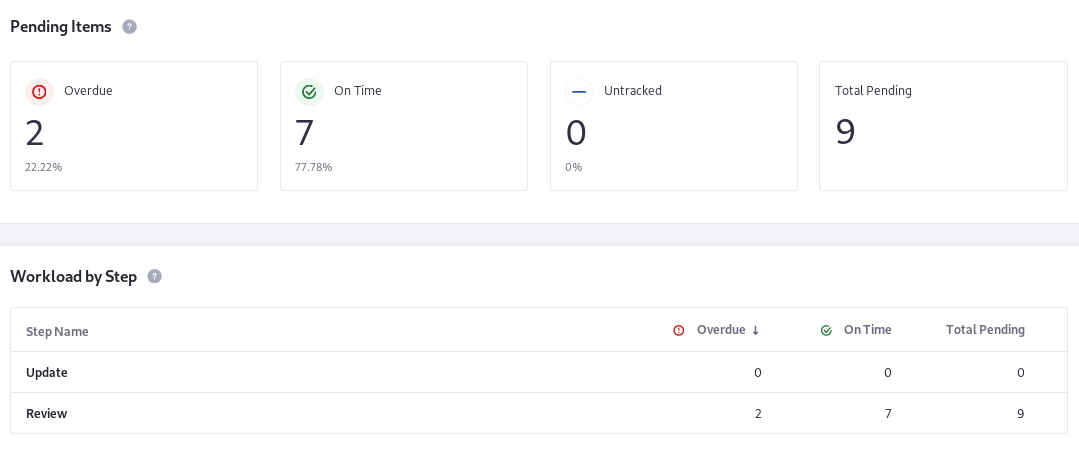 Pending Items ?
Overdue
2
22.22%
On Time
7
77.78%
Untracked
0
0%
Total Pending
9
Workload by Step ?
Step Name Overdue ↓ On Time Total Pending
Update 0 0 0
Review 2 7 9